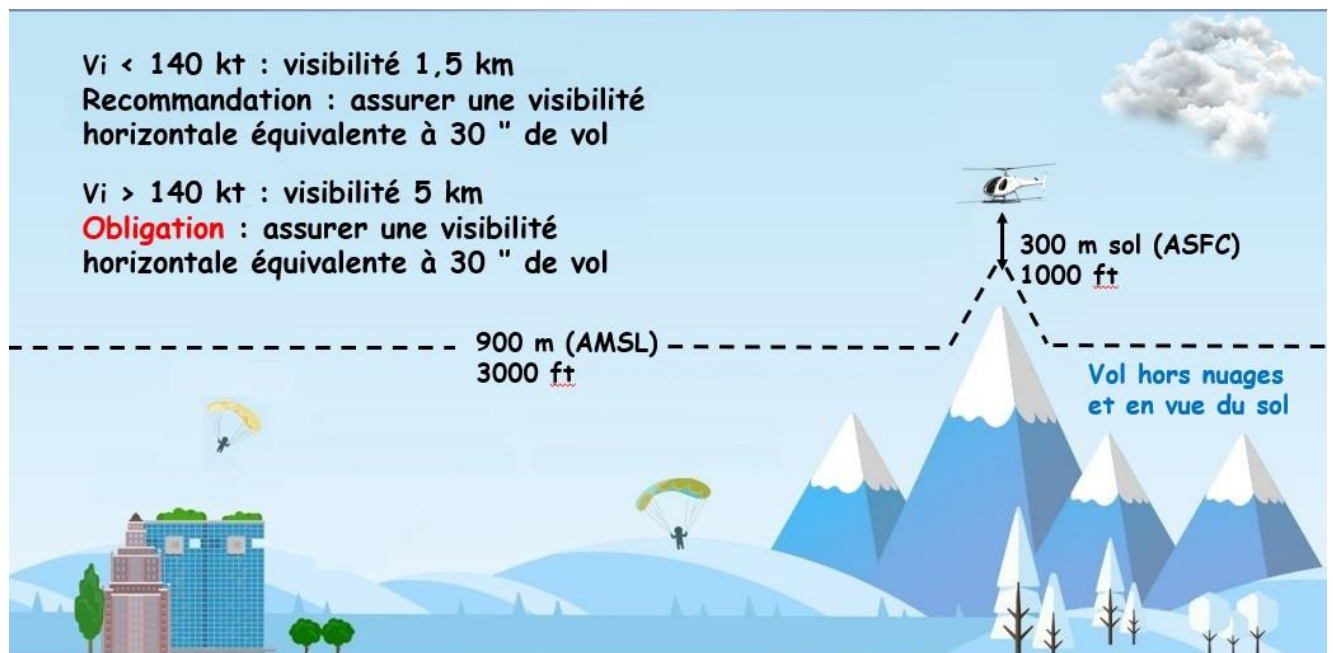 Vi < 140 kt : visibilité 1,5 km
Recommandation : assurer une visibilité
horizontale équivalente à 30 " de vol
Vi > 140 kt : visibilité 5 km
Obligation : assurer une visibilité
horizontale équivalente à 30 " de vol
300 m sol (ASFC)
1000 ft
900 m (AMSL)
3000 ft
Vol hors nuages
et en vue du sol